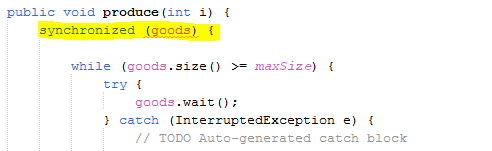 public void produce(int i) {
synchronized (goods) {
while (goods.size() >= maxSize) {
try {
goods.wait();
} catch (InterruptedException e) {
// TODO Auto-generated catch block